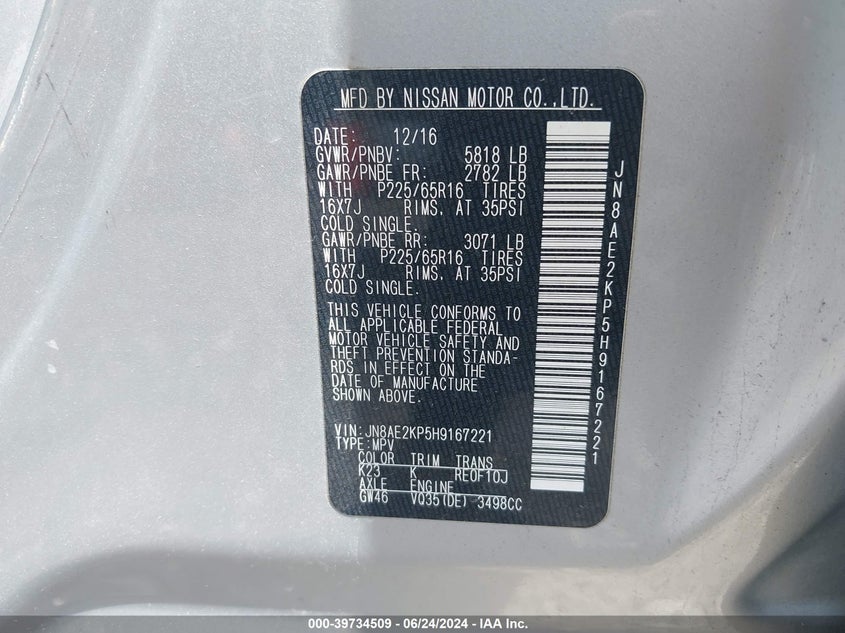 MFD BY NISSAN MOTOR CO.,LTD.
DATE: 12/16
GVWR/PNBV: 5818 LB
GAWR/PNBE FR: 2782 LB
WITH P225/65R16 TIRES
16X7J RIMS, AT 35PSI
COLD SINGLE.
GAWR/PNBE RR: 3071 LB
WITH P225/65R16 TIRES
16X7J RIMS, AT 35PSI
COLD SINGLE.
THIS VEHICLE CONFORMS TO
ALL APPLICABLE FEDERAL
MOTOR VEHICLE SAFETY AND
THEFT PREVENTION STANDA-
RDS IN EFFECT ON THE
DATE OF MANUFACTURE
SHOWN ABOVE.
VIN:JN8AE2KP5H9167221
TYPE:MPV
COLOR TRIM TRANS
K23 K RE0F10J
AXLE ENGINE
GW46 VQ35(DE) 3498CC
JN8AE2KP5H9167221
000-39734509 - 06/24/2024 - IAA Inc.